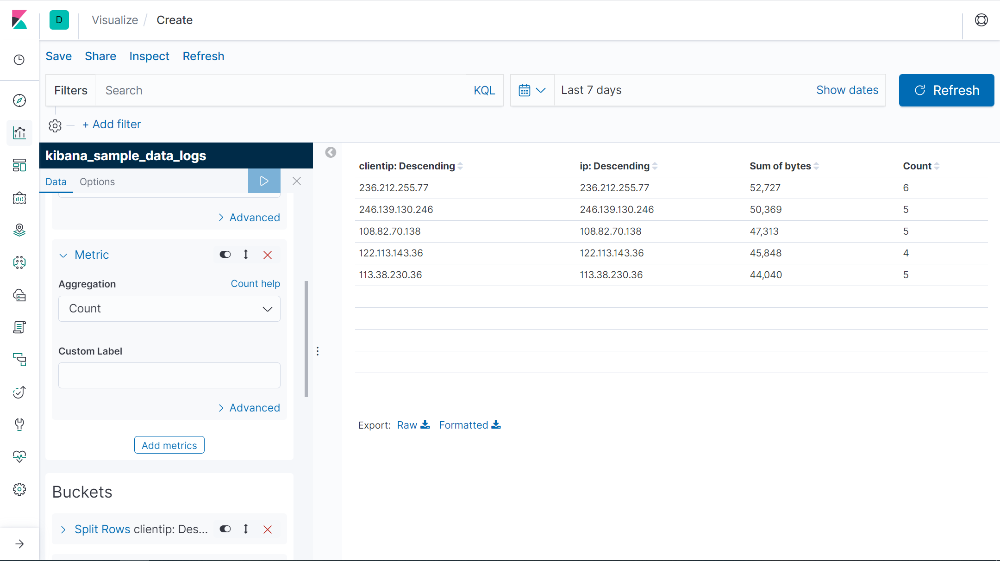 D
Visualize / Create
Save Share Inspect Refresh
Filters Search KQL Last 7 days Show dates Refresh
+ Add filter
kibana_sample_data_logs
Data Options
Advanced
Metric
Aggregation Count help
Count
Custom Label
Advanced
Add metrics
Buckets
Split Rows clientip: Des...
clientip: Descending ip: Descending Sum of bytes Count
236.212.255.77 236.212.255.77 52,727 6
246.139.130.246 246.139.130.246 50,369 5
108.82.70.138 108.82.70.138 47,313 5
122.113.143.36 122.113.143.36 45,848 4
113.38.230.36 113.38.230.36 44,040 5
Export: Raw Formatted